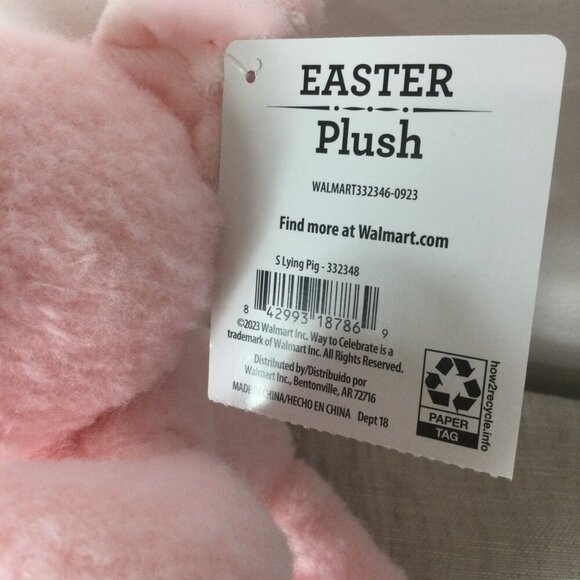 EASTER
Plush
WALMART332346-0923
Find more at Walmart.com
S Lying Pig - 332348
8 42993 18786 9
©2023 Walmart Inc. Way to Celebrate is a
trademark of Walmart Inc. All Rights Reserved.
Distributed by/Distribuido por
Walmart Inc., Bentonville, AR 72716
MADE IN CHINA/HECHO EN CHINA Dept 18
PAPER
TAG
how2recycle.info